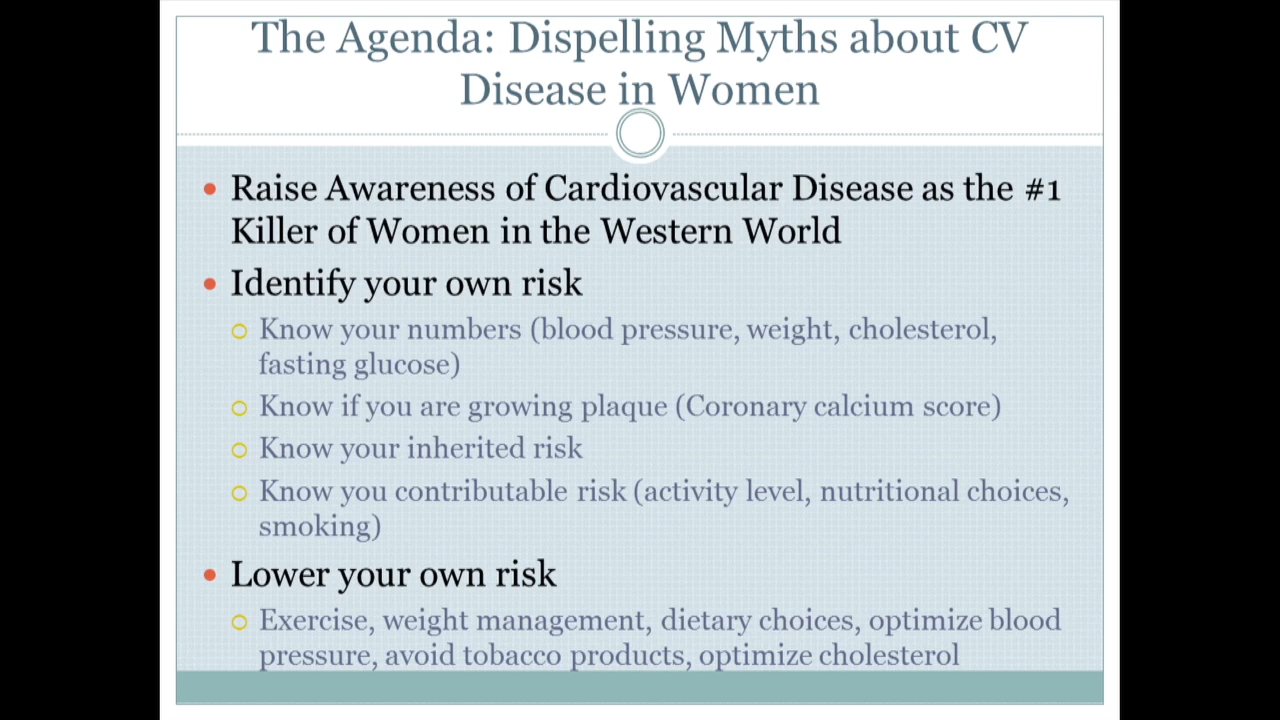 The Agenda: Dispelling Myths about CV
Disease in Women
Raise Awareness of Cardiovascular Disease as the #1
Killer of Women in the Western World
Identify your own risk
Know your numbers (blood pressure, weight, cholesterol,
fasting glucose)
Know if you are growing plaque (Coronary calcium score)
Know your inherited risk
Know you contributable risk (activity level, nutritional choices,
smoking)
Lower your own risk
Exercise, weight management, dietary choices, optimize blood
pressure, avoid tobacco products, optimize cholesterol